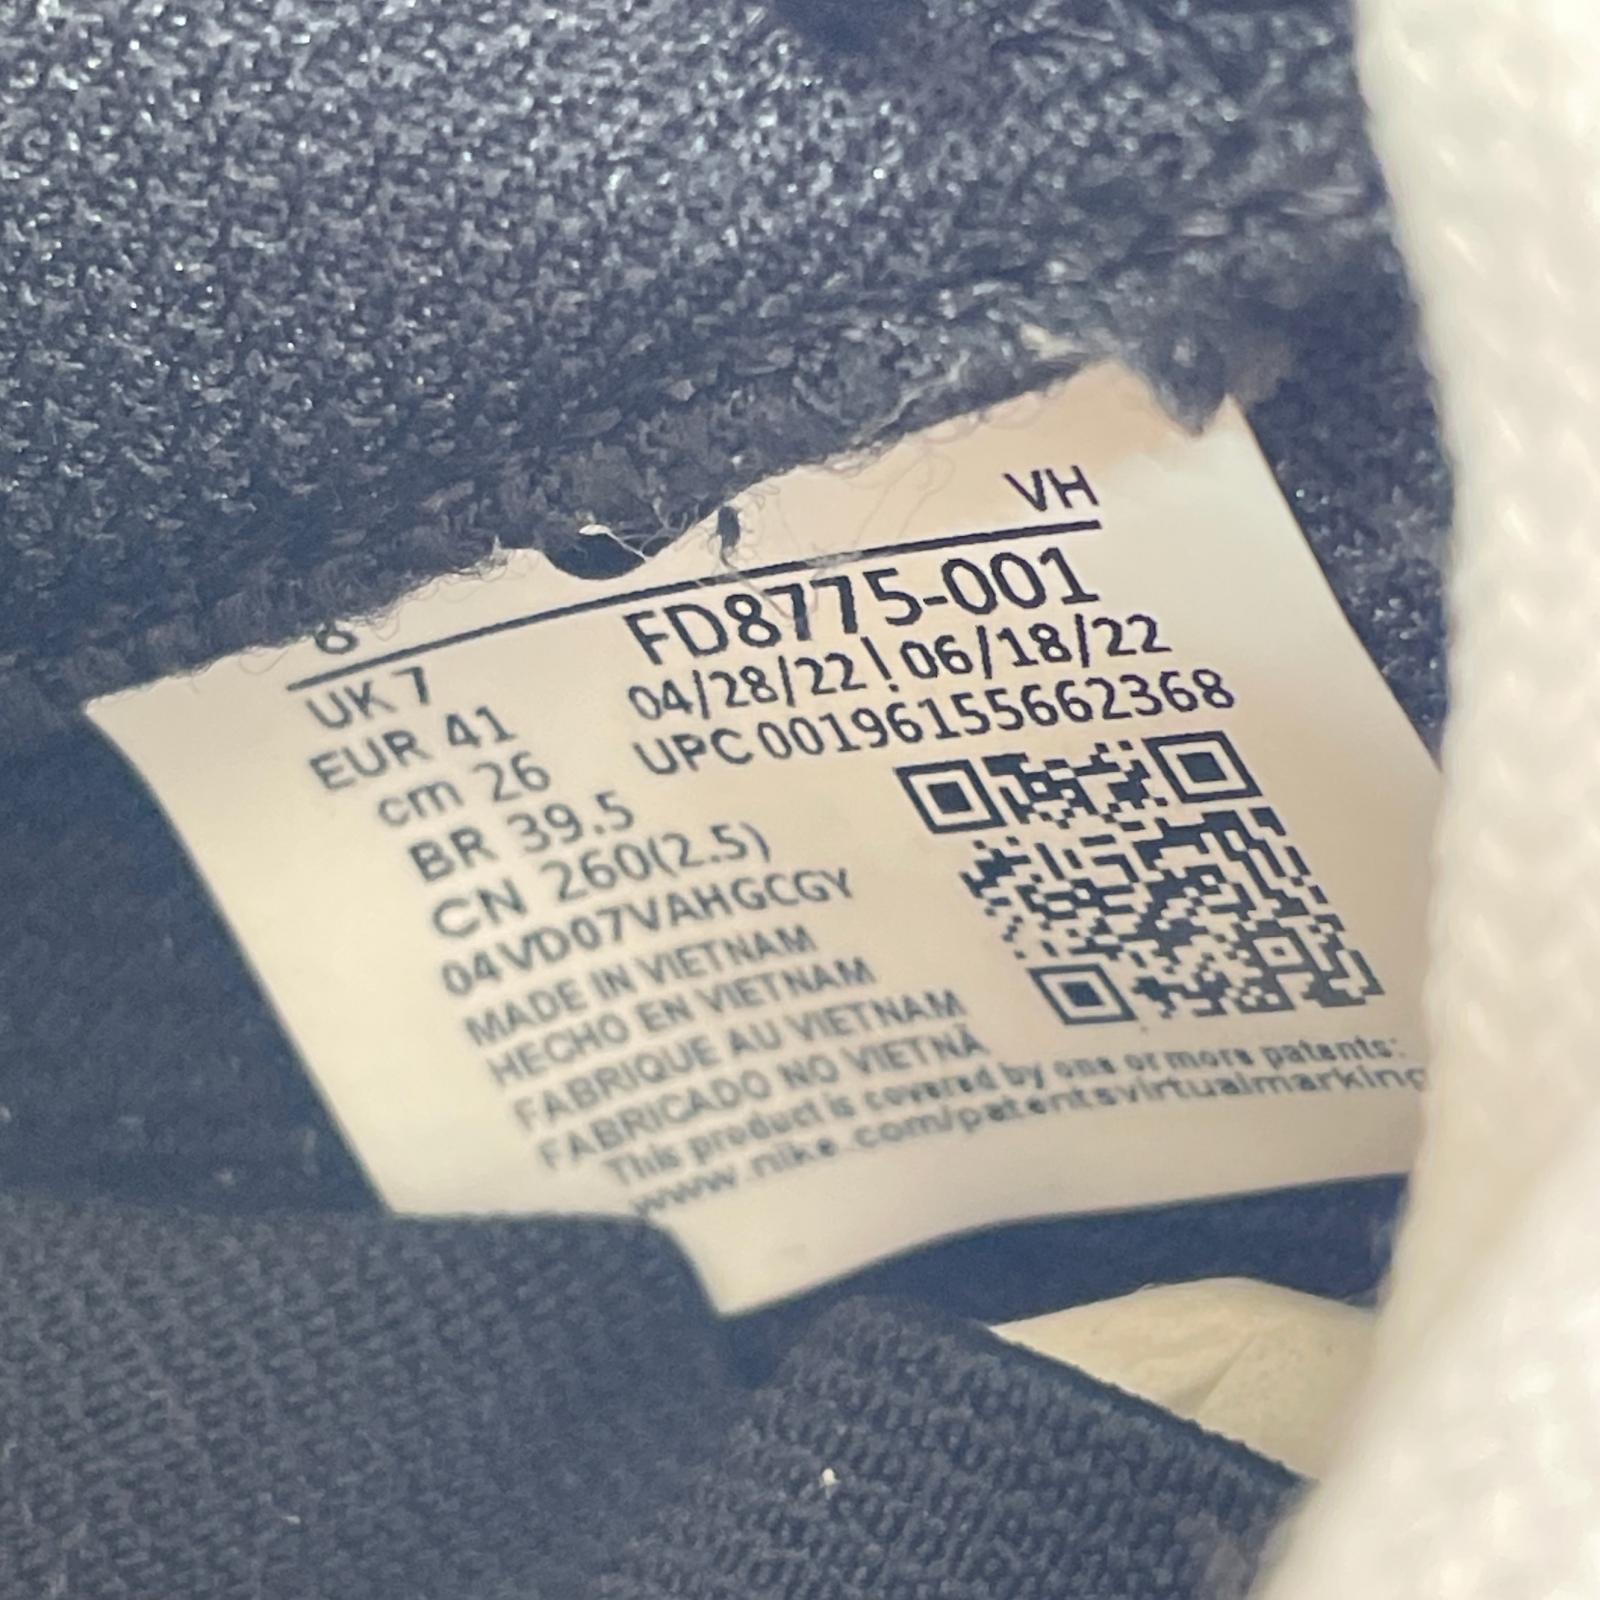 VH
8
UK 7
EUR 41
cm 26
BR 39.5
CN 260(2.5)
04VD07VAHGCGY
FD8775-001
04/28/22 ! 06/18/22
UPC 00196155662368
MADE IN VIETNAM
HECHO EN VIETNAM
FABRIQUE AU VIETNAM
FABRICADO NO VIETNÃ
This product is covered by one or more patents:
www.nike.com/patentsvirtualmarking